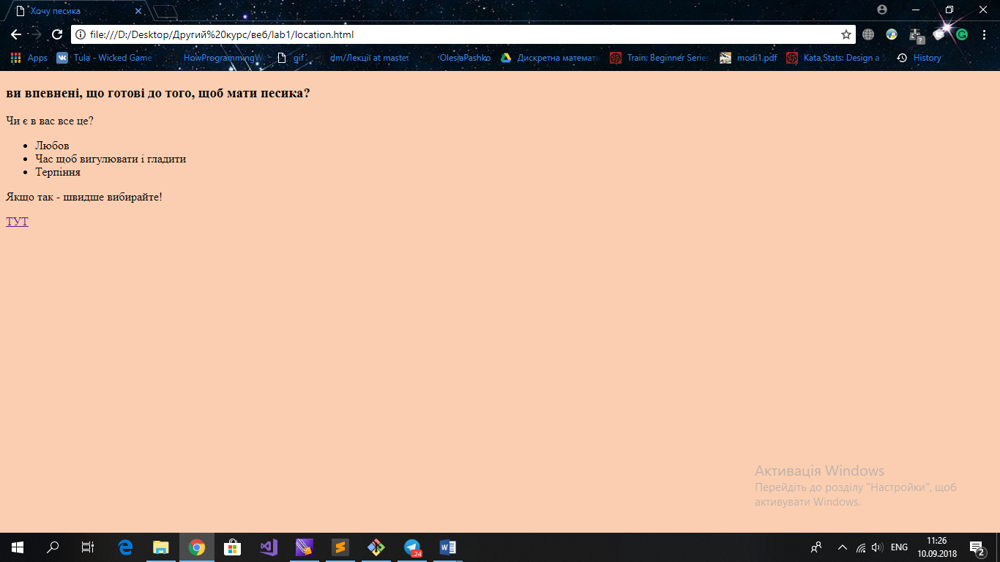 Хочу песика
file:///D:/Desktop/Другий%20курс/веб/lab1/location.html
Apps Tula - Wicked Game HowProgrammingW gif dm/Лекції at master OlesiaPashko Дискретна математи Train: Beginner Series modi1.pdf Kata Stats: Design a S History
ви впевнені, що готові до того, щоб мати песика?
Чи є в вас все це?
Любов
Час щоб вигулювати і гладити
Терпіння
Якщо так - швидше вибирайте!
ТУТ
Активація Windows
Перейдіть до розділу "Настройки", щоб
активувати Windows.
24
ENG
11:26
10.09.2018
2